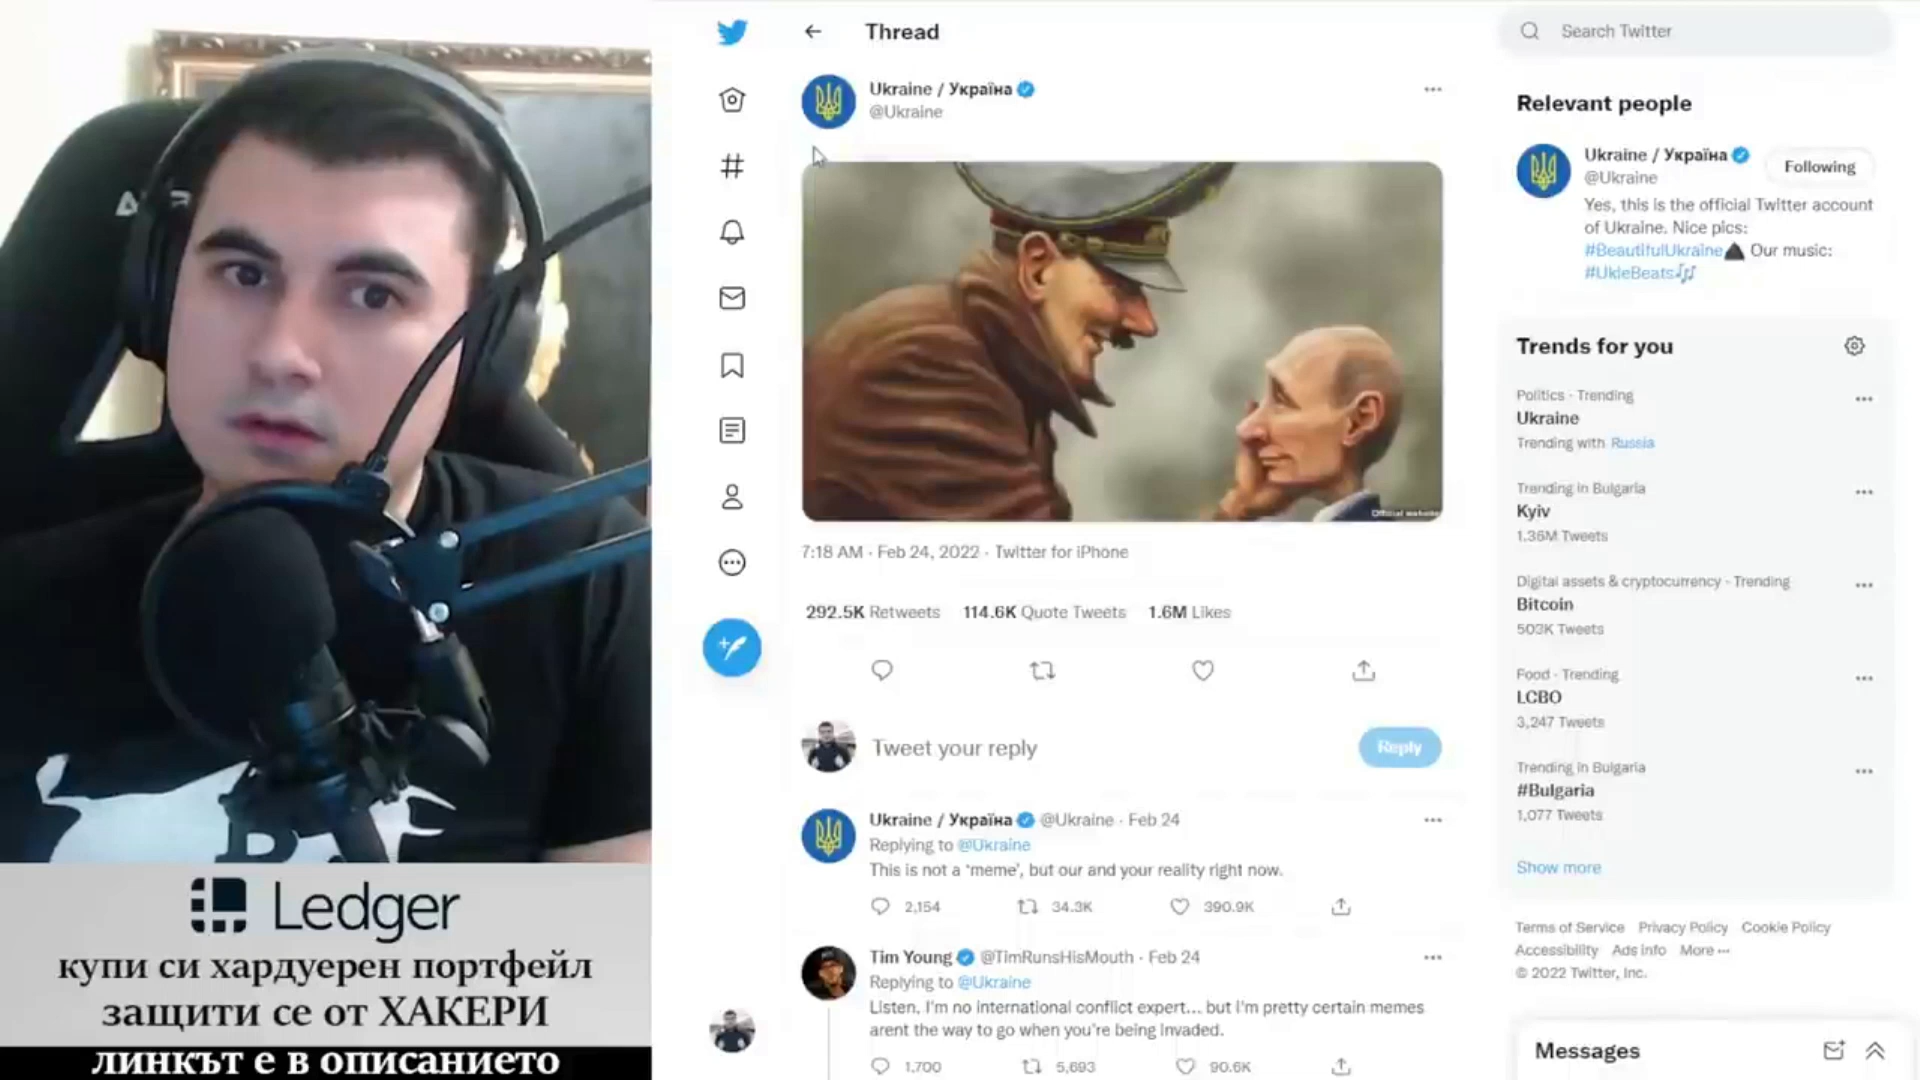 Ledger
купи си хардуерен портфейл
защити се от ХАКЕРИ
линкът е в описанието
Thread
Ukraine / Україна
@Ukraine
Official website
7:18 AM · Feb 24, 2022 · Twitter for iPhone
292.5K Retweets 114.6K Quote Tweets 1.6M Likes
Tweet your reply
Reply
Ukraine / Україна @Ukraine · Feb 24
Replying to @Ukraine
This is not a 'meme', but our and your reality right now.
2,154 34.3K 390.9K
Tim Young @TimRunsHisMouth · Feb 24
Replying to @Ukraine
Listen, I'm no international conflict expert... but I'm pretty certain memes
arent the way to go when you're being invaded.
1,700 5,693 90.6K
Search Twitter
Relevant people
Ukraine / Україна
Following
@Ukraine
Yes, this is the official Twitter account
of Ukraine. Nice pics:
#BeautifulUkraine Our music:
#UkieBeats
Trends for you
Politics · Trending
Ukraine
Trending with Russia
Trending in Bulgaria
Kyiv
1.36M Tweets
Digital assets & cryptocurrency · Trending
Bitcoin
503K Tweets
Food · Trending
LCBO
3,247 Tweets
Trending in Bulgaria
#Bulgaria
1,077 Tweets
Show more
Terms of Service Privacy Policy Cookie Policy
Accessibility Ads info More ···
© 2022 Twitter, Inc.
Messages